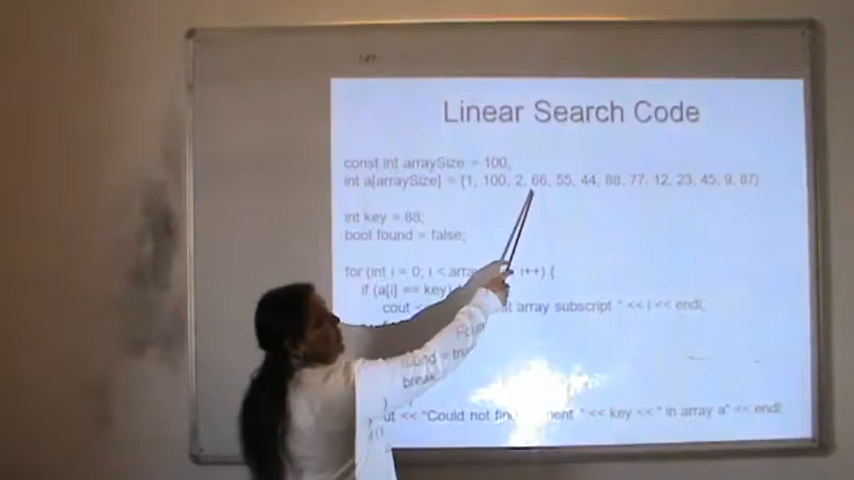 Linear Search Code
const int arraySize = 100;
int a[arraySize] = {1, 100, 2, 66, 55, 44, 88, 77, 12, 23, 45, 9, 87}
int key = 88;
bool found = false;
for (int i = 0; i < arra i++) {
if (a[i] == key)
cout << t array subscript " << i << endl;
found = tr
break;
}
ut << "Could not fin ment " << key << " in array a" << endl;